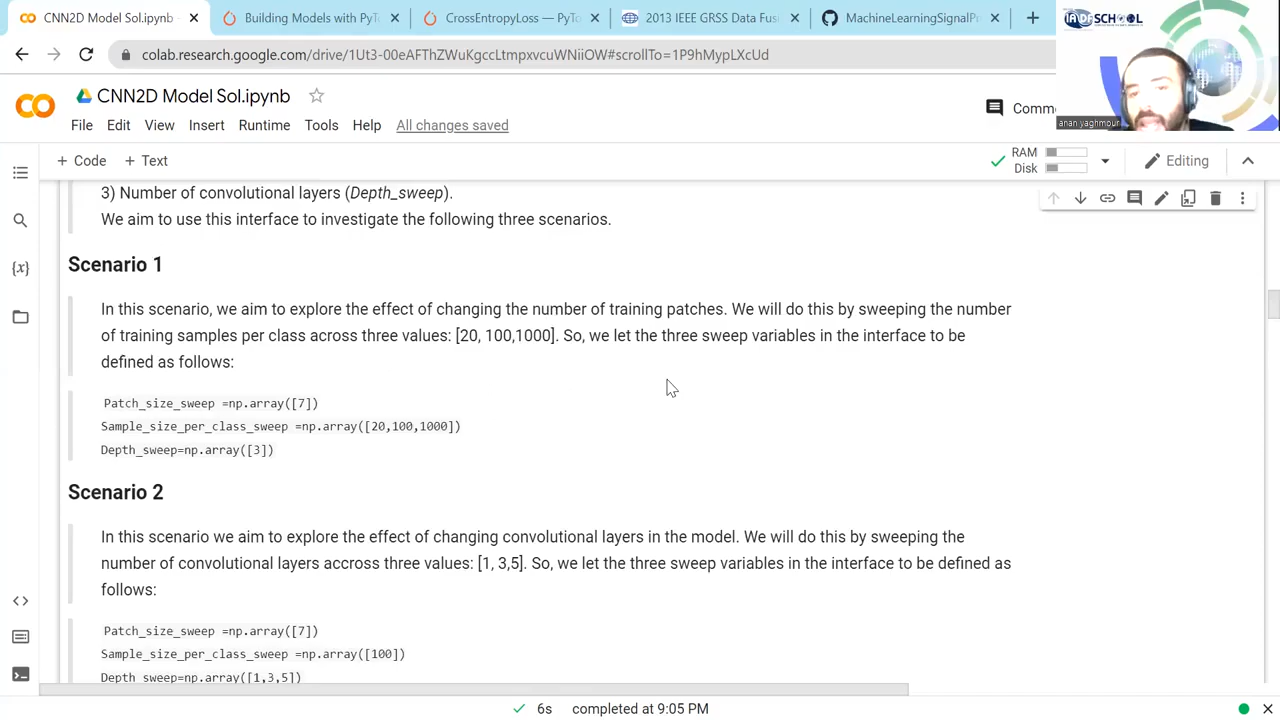 CNN2D Model Sol.ipynb
Building Models with PyT
CrossEntropyLoss — PyTo
2013 IEEE GRSS Data Fus
MachineLearningSignalP
colab.research.google.com/drive/1Ut3-00eAFThZWuKgccLtmpxvcuWNiiOW#scrollTo=1P9hMypLXcUd
IADFSCHOOL
anan yaghmour
CNN2D Model Sol.ipynb
Comme
File Edit View Insert Runtime Tools Help All changes saved
+ Code + Text
RAM
Disk
Editing
3) Number of convolutional layers (Depth_sweep).
We aim to use this interface to investigate the following three scenarios.
Scenario 1
In this scenario, we aim to explore the effect of changing the number of training patches. We will do this by sweeping the number
of training samples per class across three values: [20, 100,1000]. So, we let the three sweep variables in the interface to be
defined as follows:
Patch_size_sweep =np.array([7])
Sample_size_per_class_sweep =np.array([20,100,1000])
Depth_sweep=np.array([3])
Scenario 2
In this scenario we aim to explore the effect of changing convolutional layers in the model. We will do this by sweeping the
number of convolutional layers accross three values: [1, 3,5]. So, we let the three sweep variables in the interface to be defined as
follows:
Patch_size_sweep =np.array([7])
Sample_size_per_class_sweep =np.array([100])
Depth_sweep=np.array([1,3,5])
6s completed at 9:05 PM